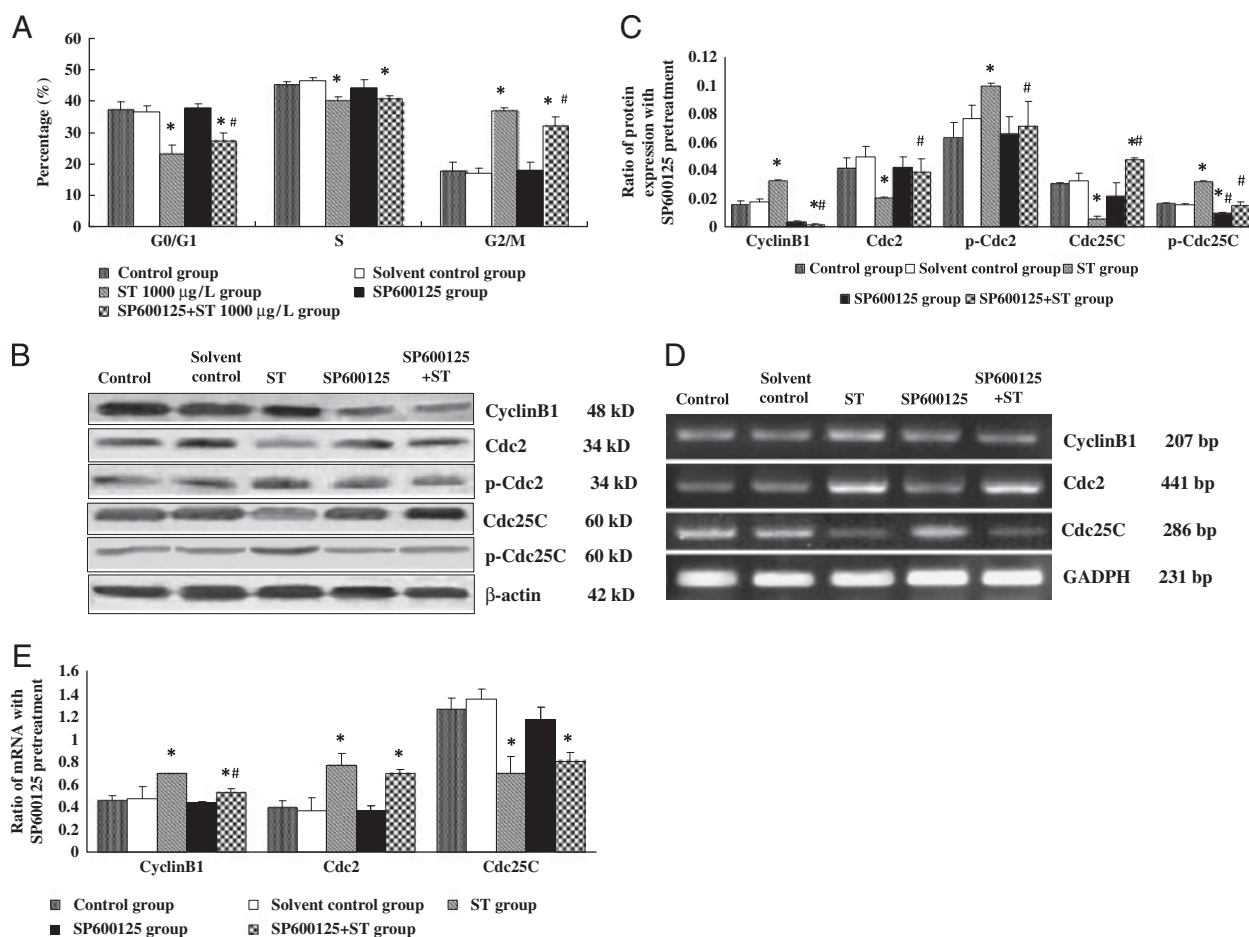 A
60
50
40
30
20
10
0
Percentage (%)
* * # * * * * #
G0/G1 S G2/M
Control group Solvent control group
ST 1000 μg/L group SP600125 group
SP600125+ST 1000 μg/L group
C
0.12
0.1
0.08
0.06
0.04
0.02
0
Ratio of protein
expression with
SP600125 pretreatment
* *# * # * # * *# * *# #
CyclinB1 Cdc2 p-Cdc2 Cdc25C p-Cdc25C
Control group Solvent control group ST group
SP600125 group SP600125+ST group
B
Control Solvent control ST SP600125 SP600125 +ST
CyclinB1 48 kD
Cdc2 34 kD
p-Cdc2 34 kD
Cdc25C 60 kD
p-Cdc25C 60 kD
β-actin 42 kD
D
Control Solvent control ST SP600125 SP600125 +ST
CyclinB1 207 bp
Cdc2 441 bp
Cdc25C 286 bp
GADPH 231 bp
E
1.6
1.4
1.2
1
0.8
0.6
0.4
0.2
0
Ratio of mRNA with
SP600125 pretreatment
* *# * * * *
CyclinB1 Cdc2 Cdc25C
Control group Solvent control group ST group
SP600125 group SP600125+ST group